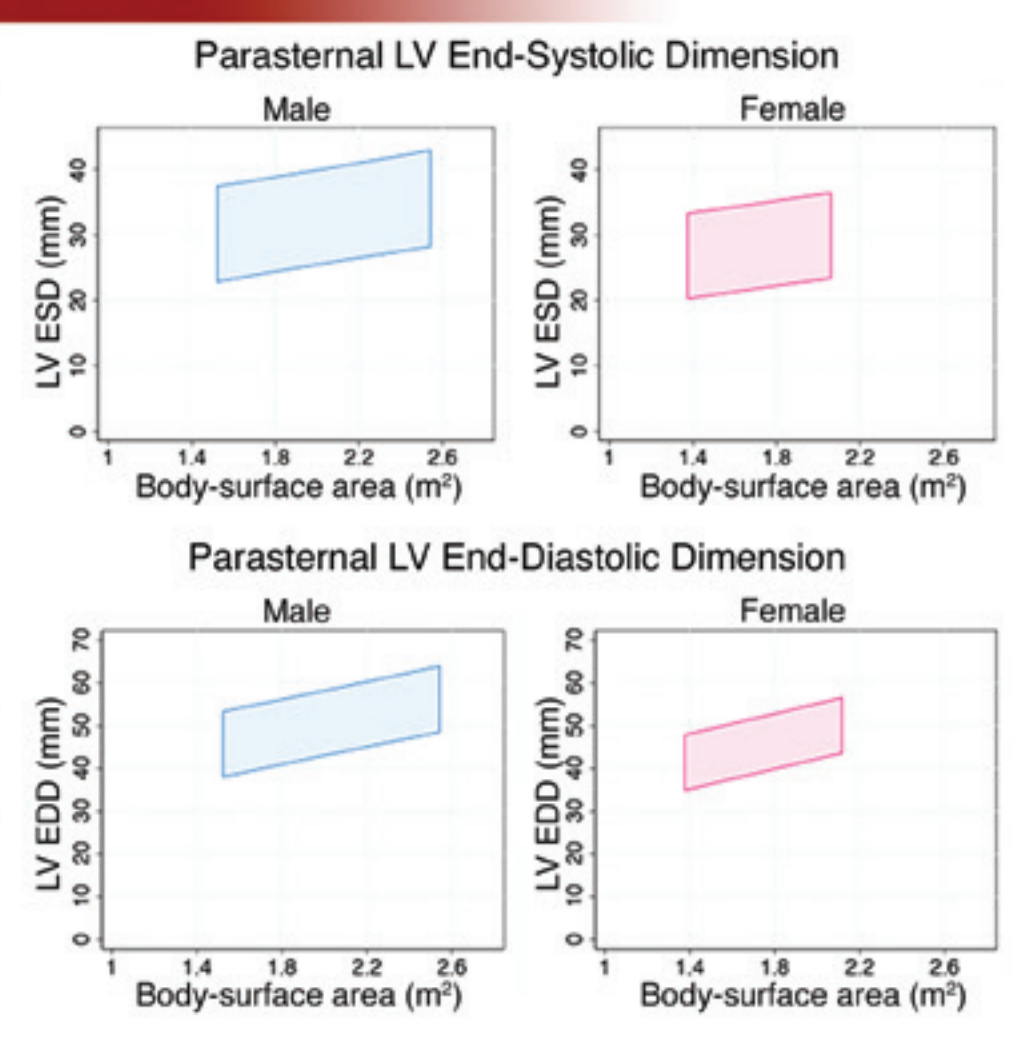 Parasternal LV End-Systolic Dimension
Male
Female
LV ESD (mm)
40
30
20
10
0
1 1.4 1.8 2.2 2.6
Body-surface area (m²)
LV ESD (mm)
40
30
20
10
0
1 1.4 1.8 2.2 2.6
Body-surface area (m²)
Parasternal LV End-Diastolic Dimension
Male
Female
LV EDD (mm)
70
60
50
40
30
20
10
0
1 1.4 1.8 2.2 2.6
Body-surface area (m²)
LV EDD (mm)
70
60
50
40
30
20
10
0
1 1.4 1.8 2.2 2.6
Body-surface area (m²)